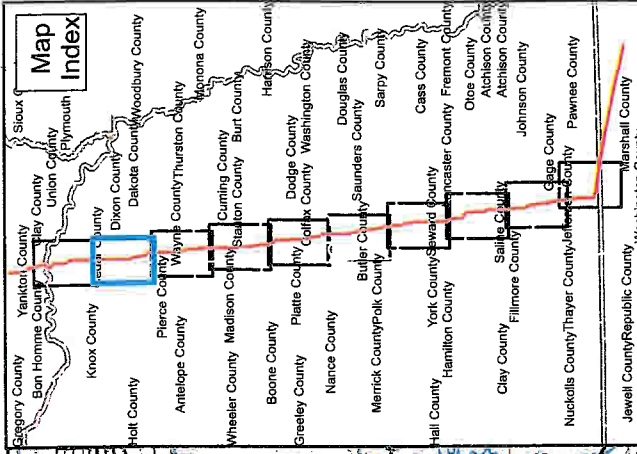 Map
Index
Sioux C
Plymouth
Union County
Clay County
Yankton County
Bon Homme County
Gregory County
Woodbury County
Dakota County
Dixon County
Cedar County
Knox County
Holt County
Monona County
Thurston County
Wayne County
Pierce County
Antelope County
Burt County
Cuming County
Stanton County
Madison County
Wheeler County
Harrison County
Washington County
Dodge County
Colfax County
Platte County
Boone County
Greeley County
Nance County
Douglas County
Saunders County
Butler County
Polk County
Merrick County
Sarpy County
Cass County
Seward County
York County
Hamilton County
Hall County
Fremont County
Lancaster County
Otoe County
Atchison County
Atchison County
Saline County
Fillmore County
Clay County
Johnson County
Gage County
Pawnee County
Jefferson County
Thayer County
Nuckolls County
Marshall County
Republic County
Jewell County